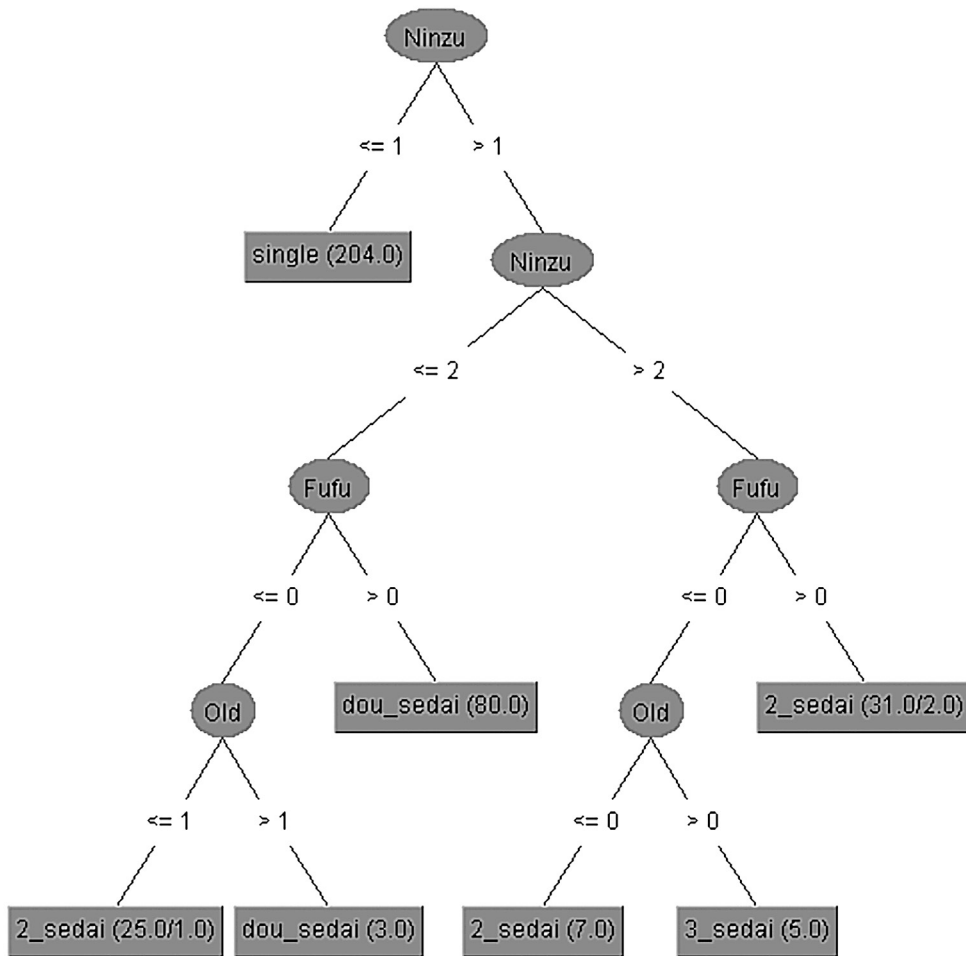 Ninzu
<= 1
> 1
single (204.0)
Ninzu
<= 2
> 2
Fufu
Fufu
<= 0
> 0
<= 0
> 0
Old
dou_sedai (80.0)
Old
2_sedai (31.0/2.0)
<= 1
> 1
<= 0
> 0
2_sedai (25.0/1.0)
dou_sedai (3.0)
2_sedai (7.0)
3_sedai (5.0)